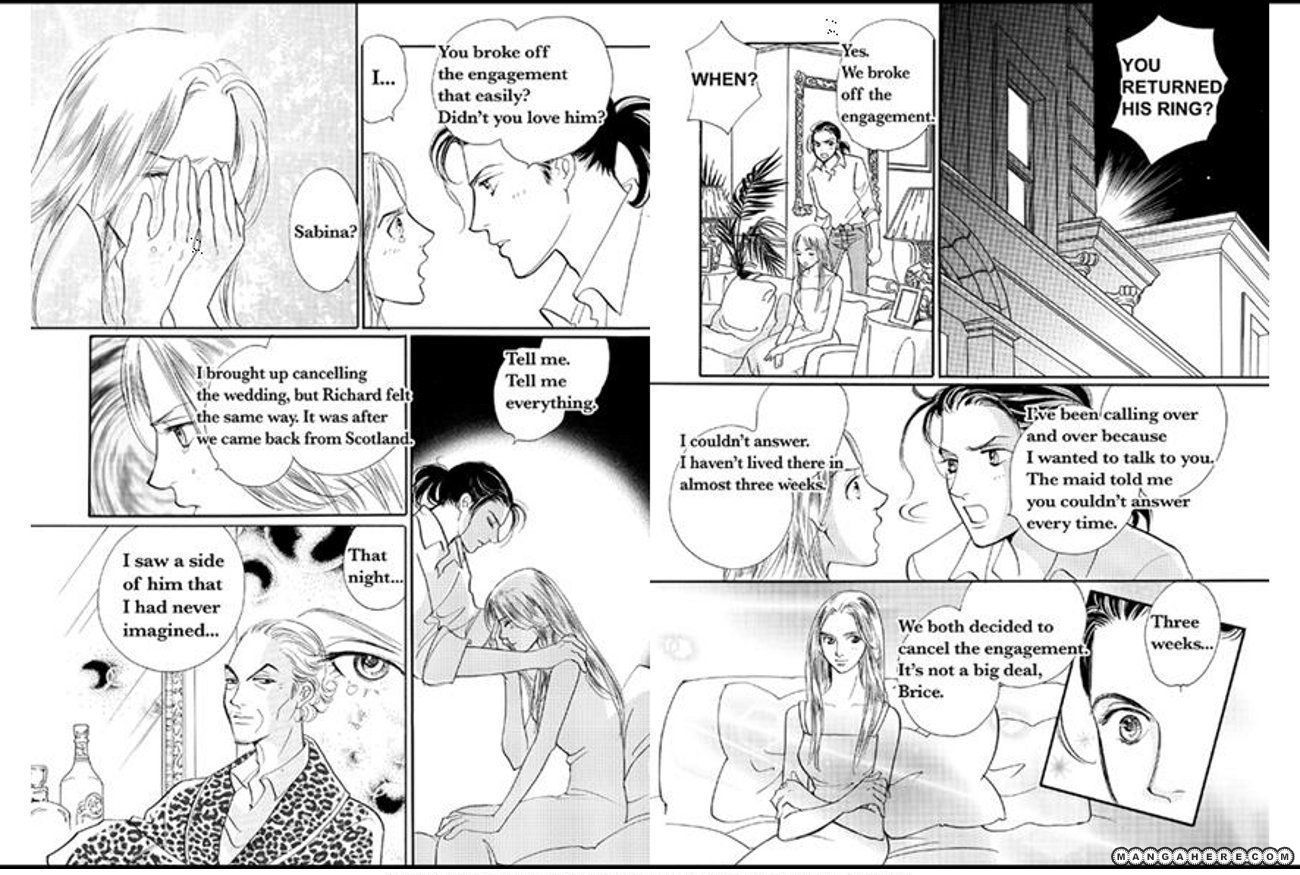 YOU
RETURNED
HIS RING?
Yes.
We broke
off the
engagement.
WHEN?
I've been calling over
and over because
I wanted to talk to you.
The maid told me
you couldn't answer
every time.
I couldn't answer.
I haven't lived there in
almost three weeks.
Three
weeks...
We both decided to
cancel the engagement.
It's not a big deal,
Brice.
You broke off
the engagement
that easily?
Didn't you love him?
I...
Sabina?
Tell me.
Tell me
everything.
I brought up cancelling
the wedding, but Richard felt
the same way. It was after
we came back from Scotland.
That
night...
I saw a side
of him that
I had never
imagined...
MANGAHERE.COM